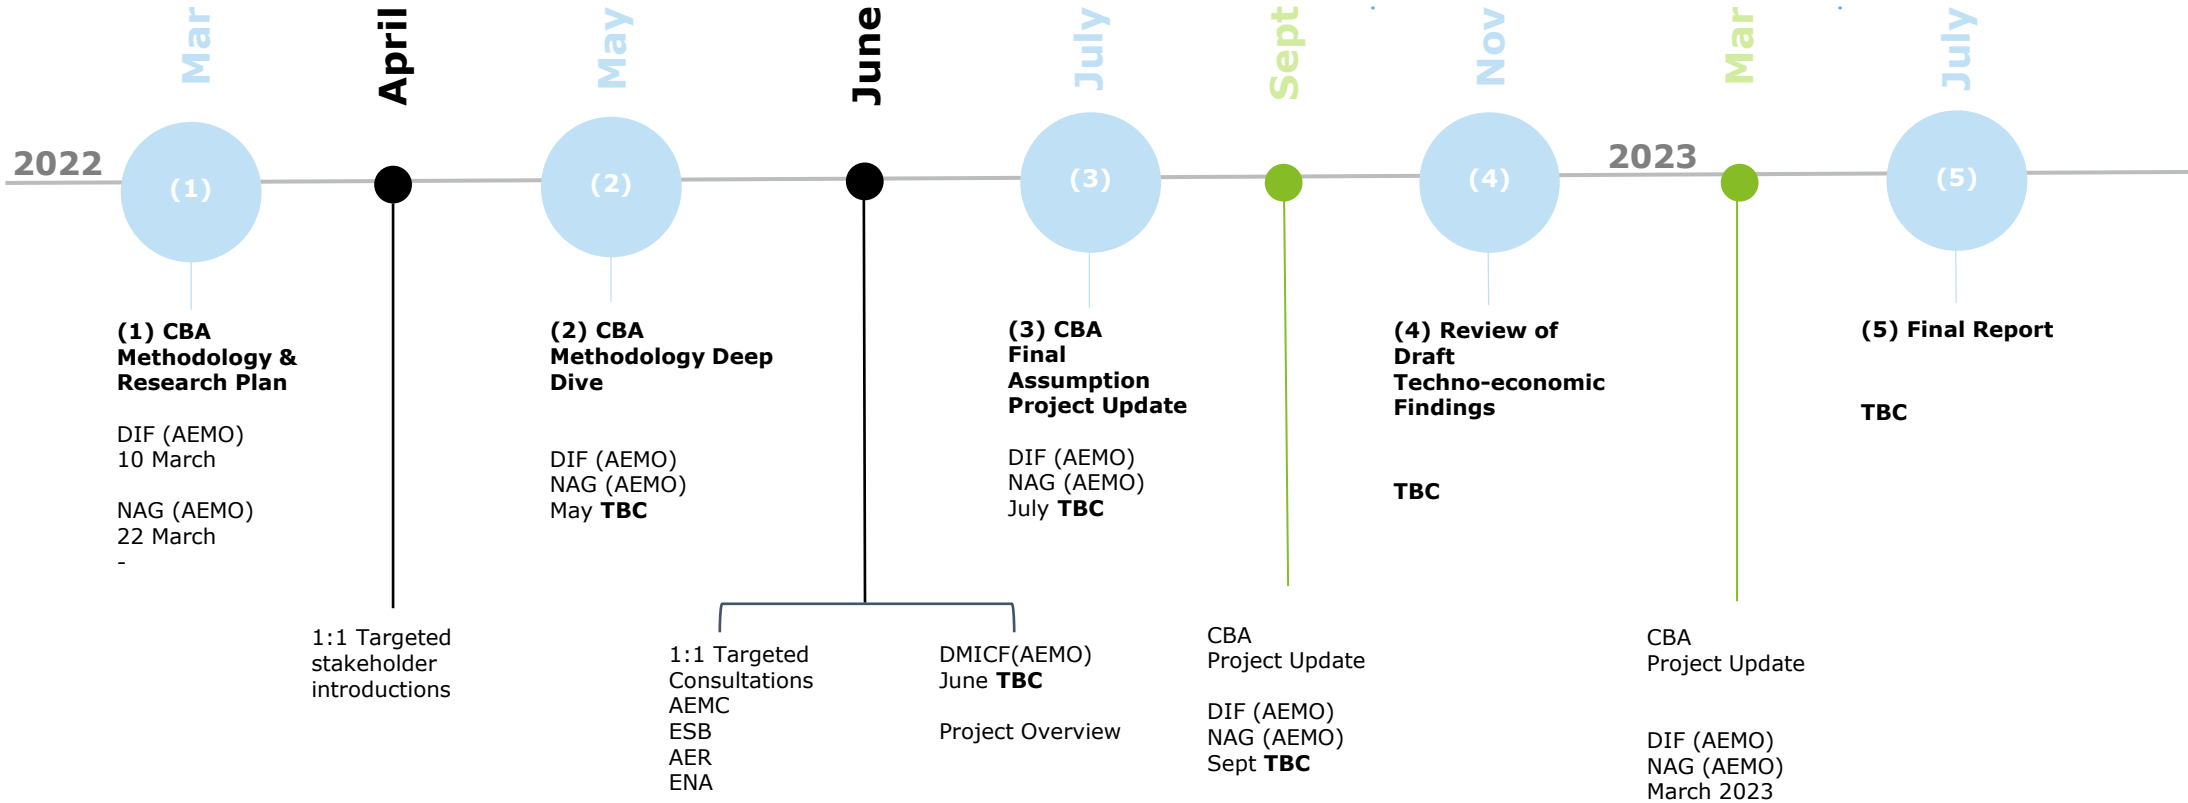 Mar
April
May
June
July
Sept
Nov
Mar
July
2022
2023
(1)
(2)
(3)
(4)
(5)
(1) CBA
Methodology &
Research Plan
DIF (AEMO)
10 March
NAG (AEMO)
22 March
-
(2) CBA
Methodology Deep
Dive
DIF (AEMO)
NAG (AEMO)
May TBC
(3) CBA
Final
Assumption
Project Update
DIF (AEMO)
NAG (AEMO)
July TBC
(4) Review of
Draft
Techno-economic
Findings
TBC
(5) Final Report
TBC
1:1 Targeted
stakeholder
introductions
1:1 Targeted
Consultations
AEMC
ESB
AER
ENA
DMICF(AEMO)
June TBC
Project Overview
CBA
Project Update
DIF (AEMO)
NAG (AEMO)
Sept TBC
CBA
Project Update
DIF (AEMO)
NAG (AEMO)
March 2023